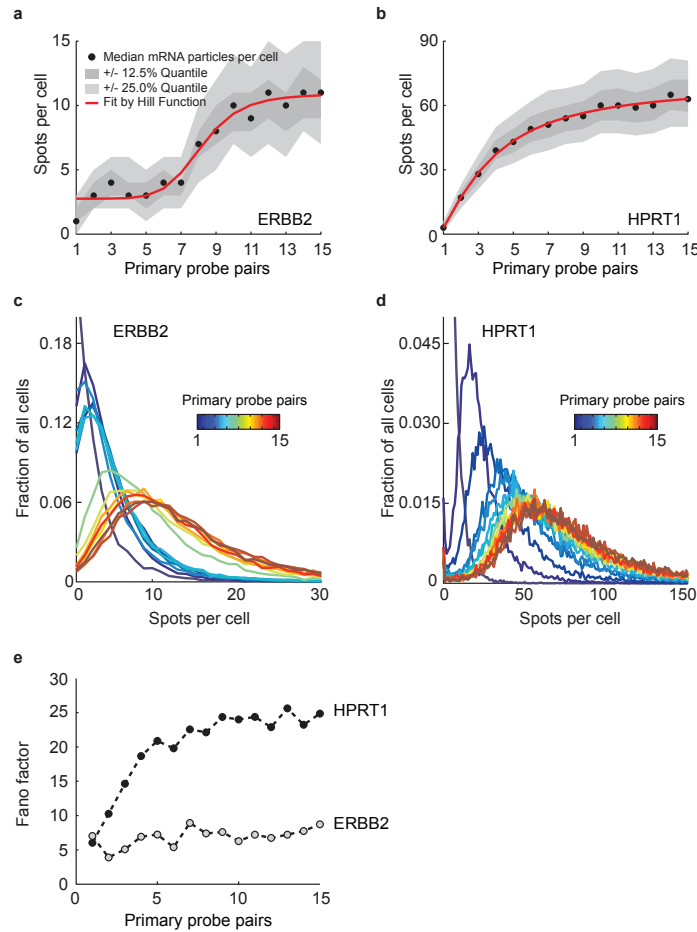 a
15
10
5
0
Spots per cell
Median mRNA particles per cell
+/- 12.5% Quantile
+/- 25.0% Quantile
Fit by Hill Function
ERBB2
1 3 5 7 9 11 13 15
Primary probe pairs
b
90
60
30
0
Spots per cell
HPRT1
1 3 5 7 9 11 13 15
Primary probe pairs
c
0.18
0.12
0.06
0
Fraction of all cells
ERBB2
Primary probe pairs
1 15
0 10 20 30
Spots per cell
d
0.045
0.030
0.015
0
Fraction of all cells
HPRT1
Primary probe pairs
1 15
0 50 100 150
Spots per cell
e
30
25
20
15
10
5
0
Fano factor
HPRT1
ERBB2
0 5 10 15
Primary probe pairs